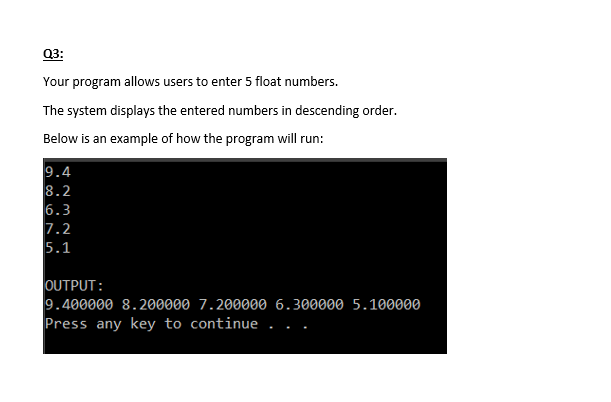 Q3:
Your program allows users to enter 5 float numbers.
The system displays the entered numbers in descending order.
Below is an example of how the program will run:
9.4
8.2
6.3
7.2
5.1
OUTPUT:
9.400000 8.200000 7.200000 6.300000 5.100000
Press any key to continue . . .